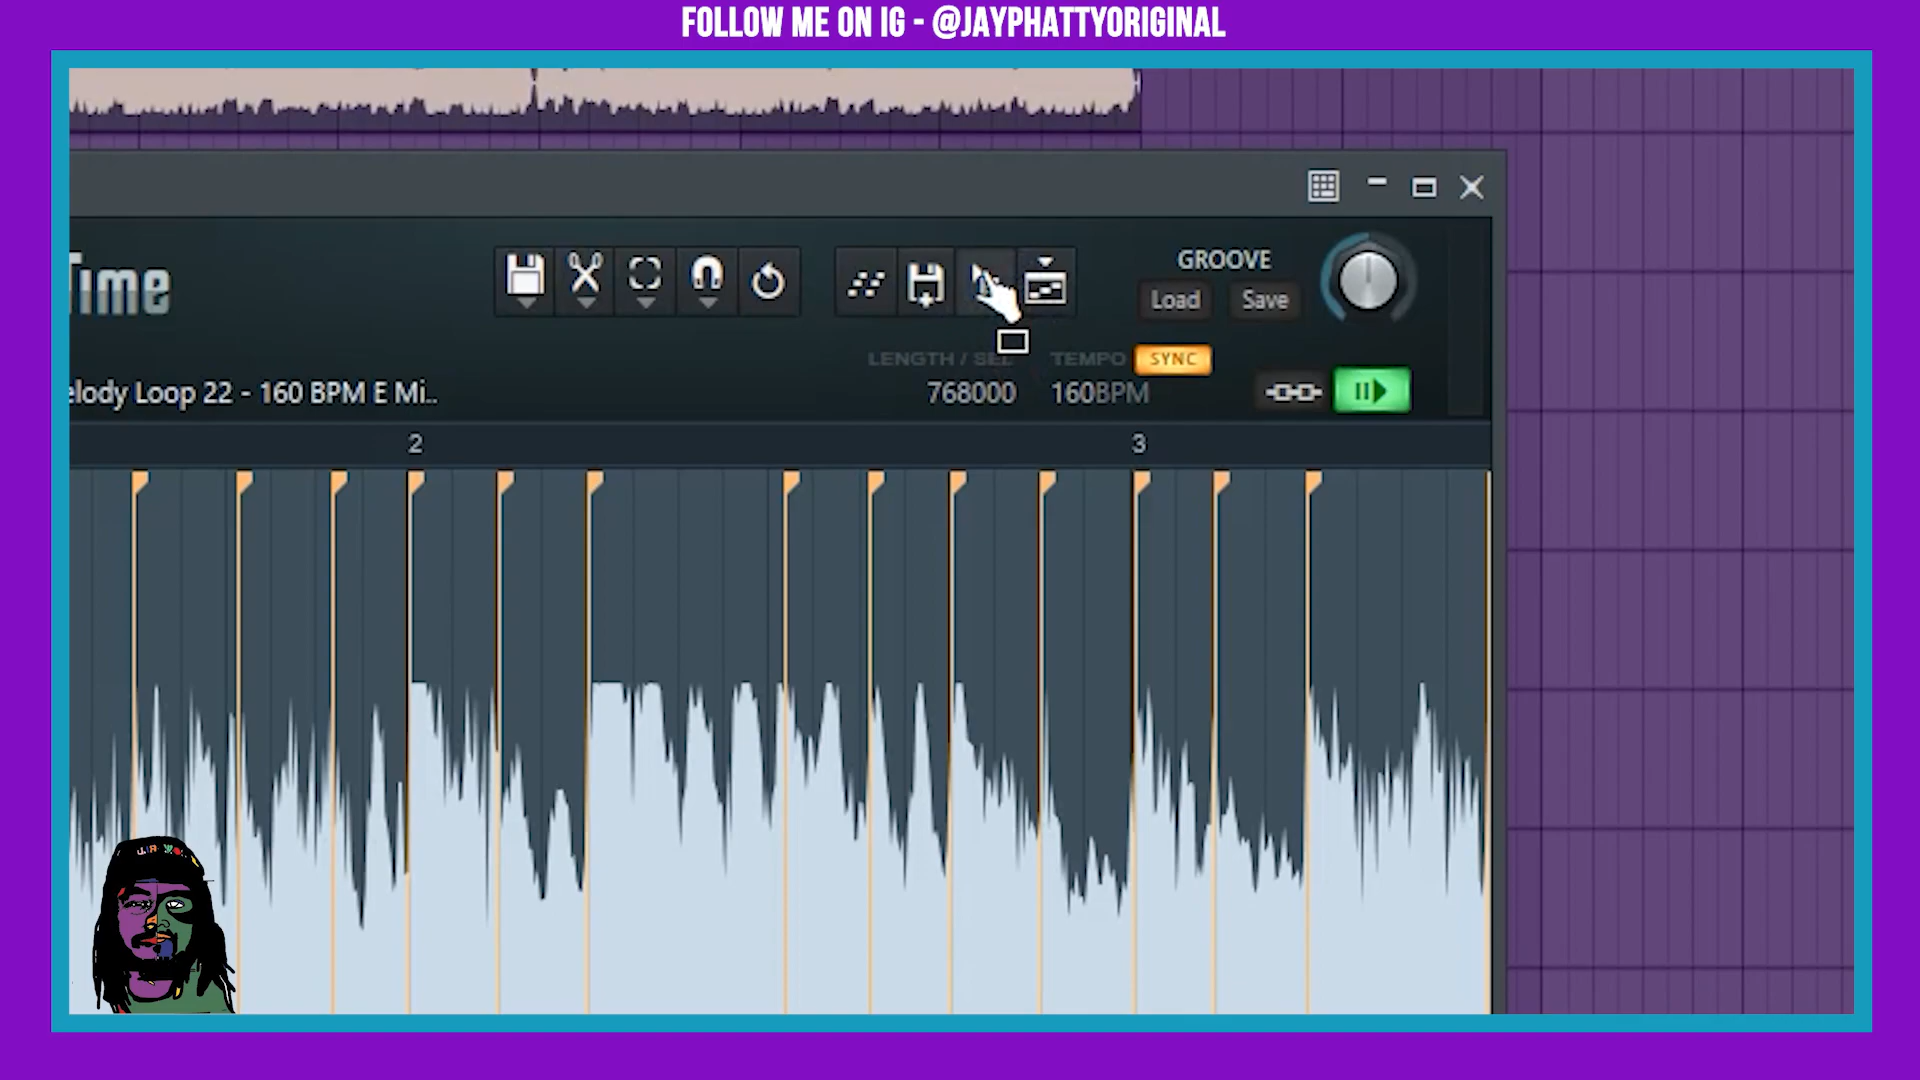 FOLLOW ME ON IG - @JAYPHATTYORIGINAL
Time
GROOVE
Load Save
LENGTH / SEL TEMPO SYNC
elody Loop 22 - 160 BPM E Mi..
768000 160BPM
2 3